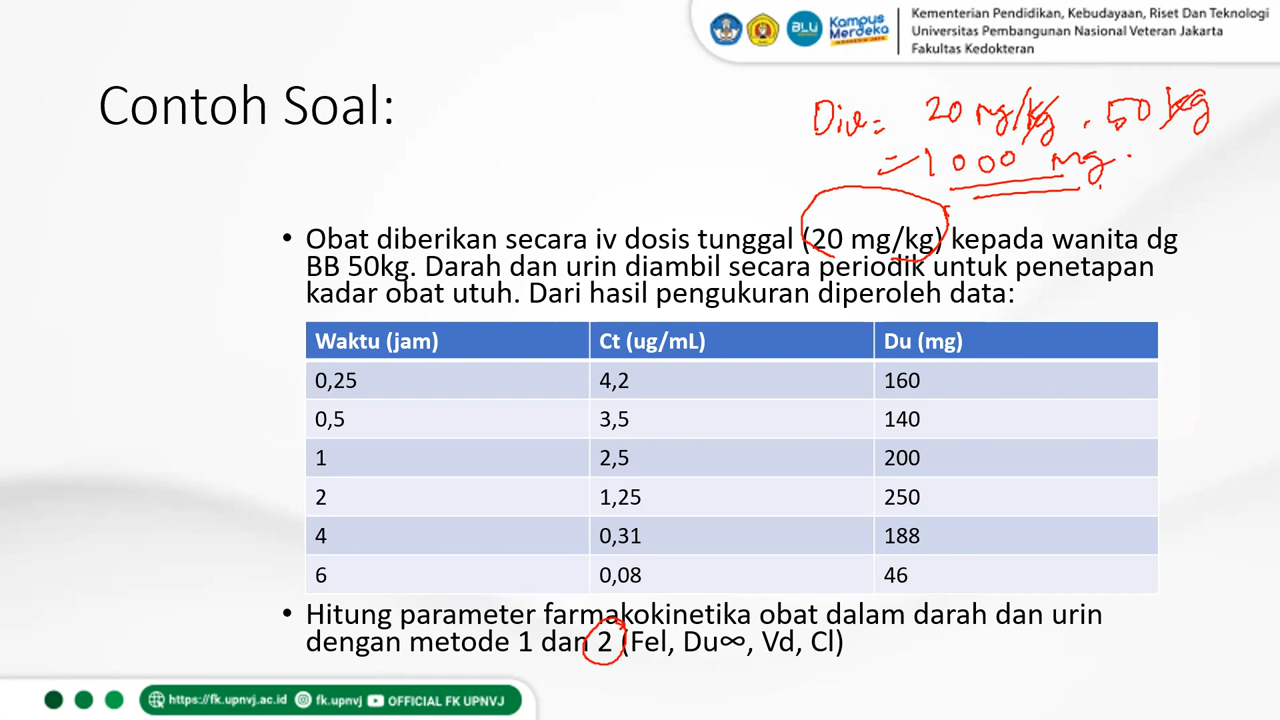 BLU
Kampus
Merdeka
INDONESIA JAYA
Kementerian Pendidikan, Kebudayaan, Riset Dan Teknologi
Universitas Pembangunan Nasional Veteran Jakarta
Fakultas Kedokteran
Contoh Soal:
Div = 20 mg/kg . 50 kg
= 1000 mg.
• Obat diberikan secara iv dosis tunggal (20 mg/kg) kepada wanita dg
BB 50kg. Darah dan urin diambil secara periodik untuk penetapan
kadar obat utuh. Dari hasil pengukuran diperoleh data:
Waktu (jam) Ct (ug/mL) Du (mg)
0,25 4,2 160
0,5 3,5 140
1 2,5 200
2 1,25 250
4 0,31 188
6 0,08 46
• Hitung parameter farmakokinetika obat dalam darah dan urin
dengan metode 1 dan 2 (Fel, Du∞, Vd, Cl)
https://fk.upnvj.ac.id fk.upnvj OFFICIAL FK UPNVJ